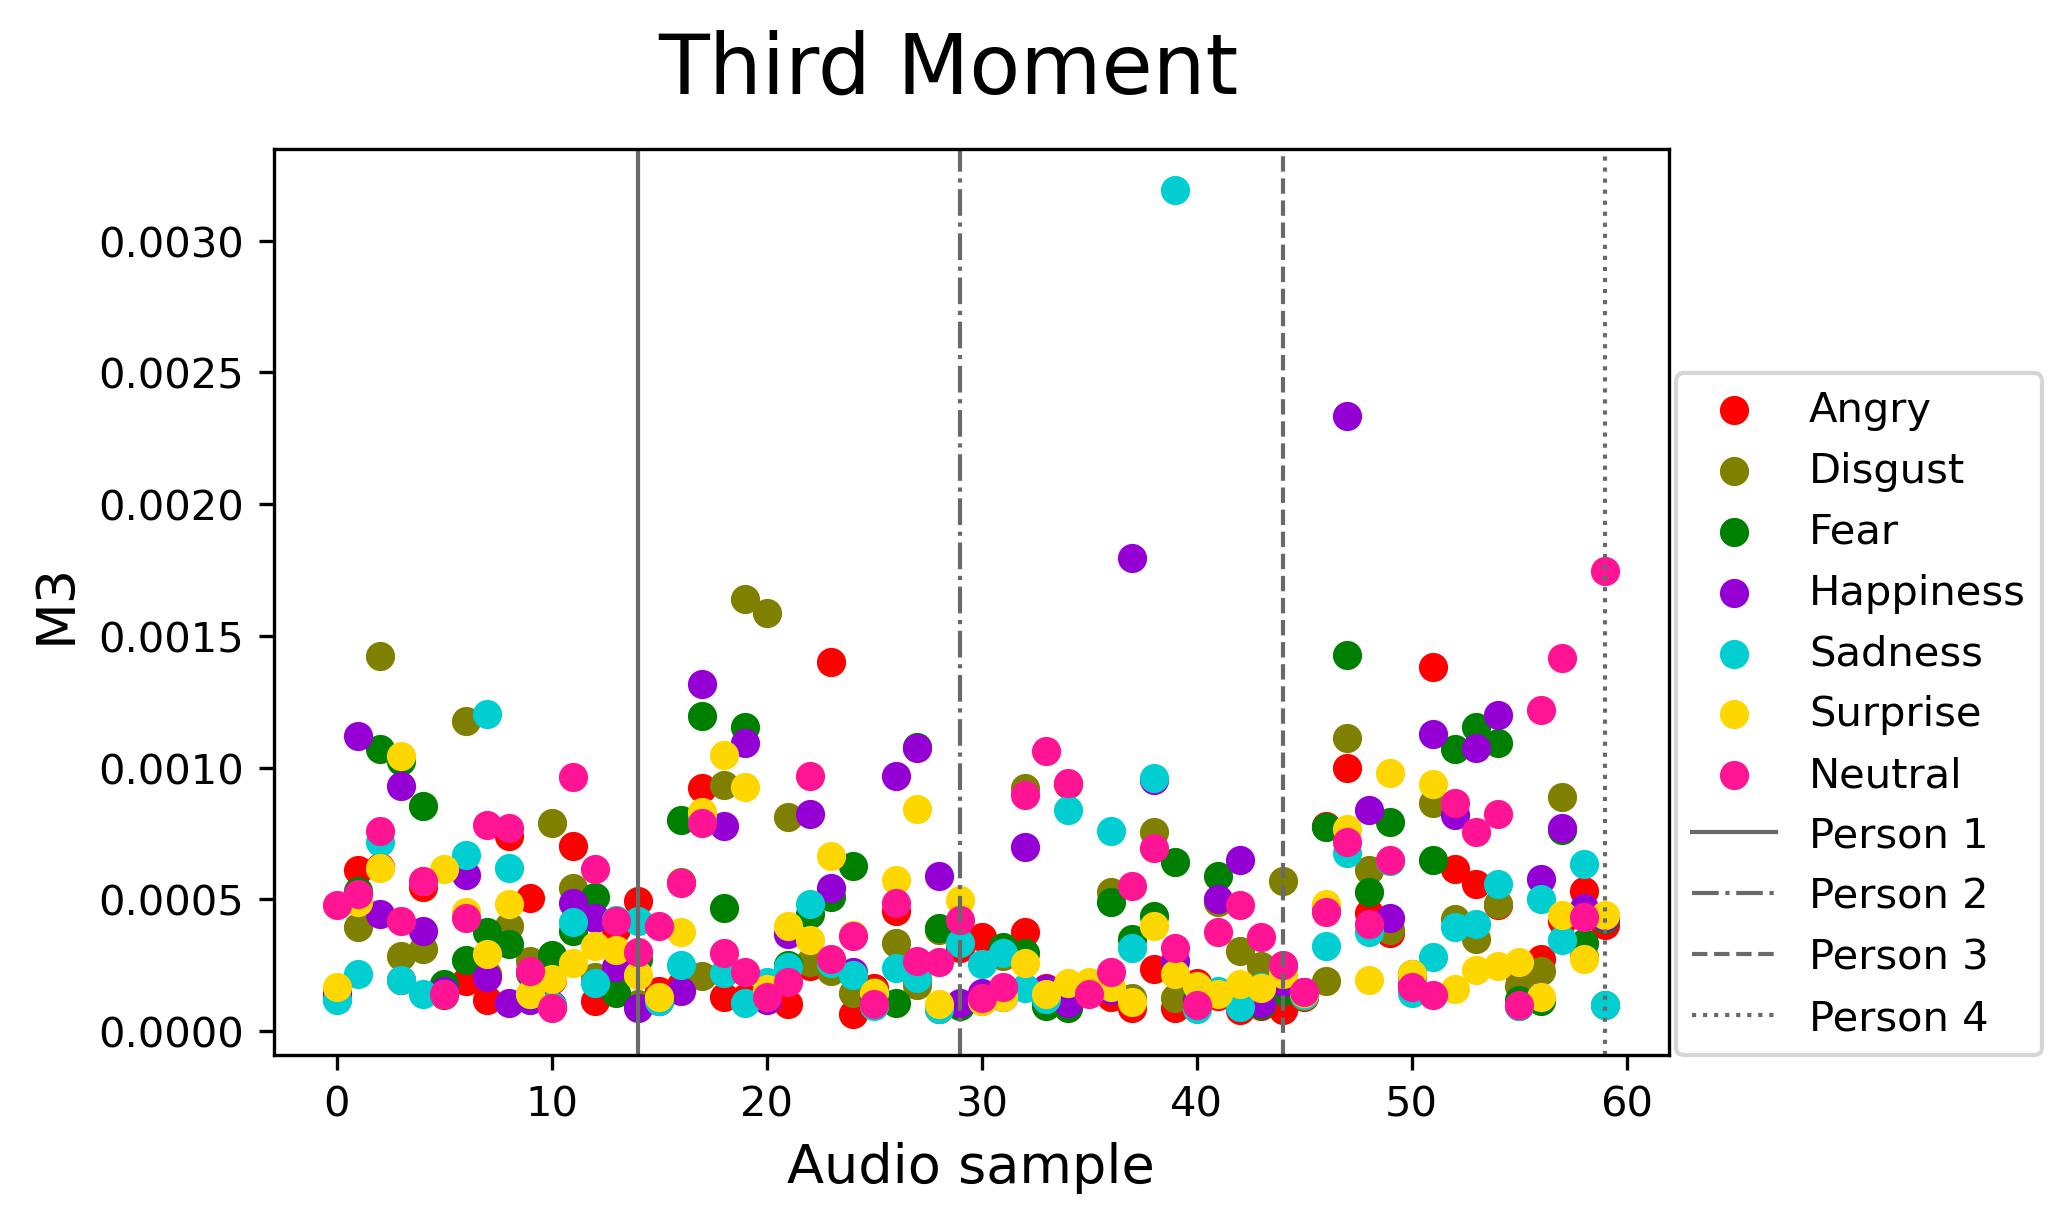 Third Moment
M3
0.0030
0.0025
0.0020
0.0015
0.0010
0.0005
0.0000
0 10 20 30 40 50 60
Audio sample
Angry
Disgust
Fear
Happiness
Sadness
Surprise
Neutral
Person 1
Person 2
Person 3
Person 4